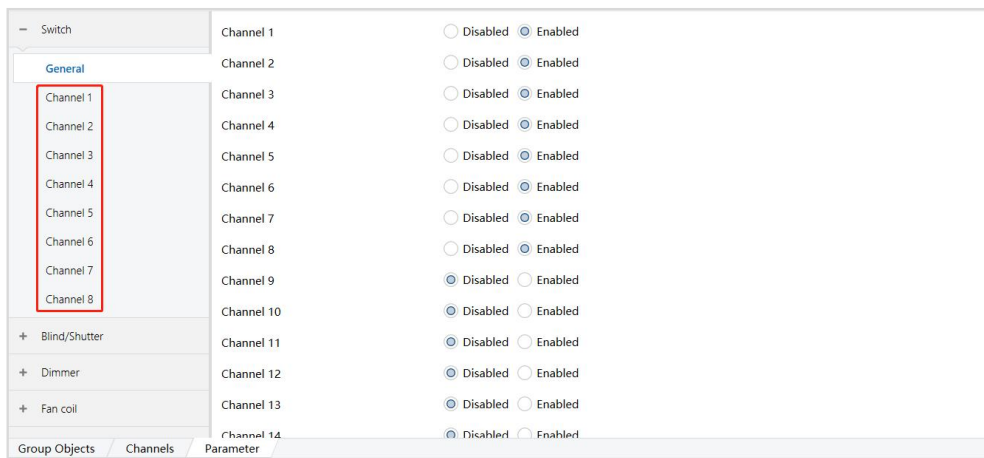 Switch
General
Channel 1
Channel 2
Channel 3
Channel 4
Channel 5
Channel 6
Channel 7
Channel 8
Blind/Shutter
Dimmer
Fan coil
Channel 1 Disabled Enabled
Channel 2 Disabled Enabled
Channel 3 Disabled Enabled
Channel 4 Disabled Enabled
Channel 5 Disabled Enabled
Channel 6 Disabled Enabled
Channel 7 Disabled Enabled
Channel 8 Disabled Enabled
Channel 9 Disabled Enabled
Channel 10 Disabled Enabled
Channel 11 Disabled Enabled
Channel 12 Disabled Enabled
Channel 13 Disabled Enabled
Channel 14 Disabled Enabled
Group Objects Channels Parameter